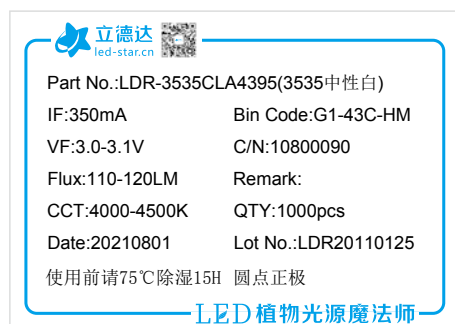 立德达
led-star.cn
Part No.:LDR-3535CLA4395(3535中性白)
IF:350mA Bin Code:G1-43C-HM
VF:3.0-3.1V C/N:10800090
Flux:110-120LM Remark:
CCT:4000-4500K QTY:1000pcs
Date:20210801 Lot No.:LDR20110125
使用前请75℃除湿15H 圆点正极
LED植物光源魔法师